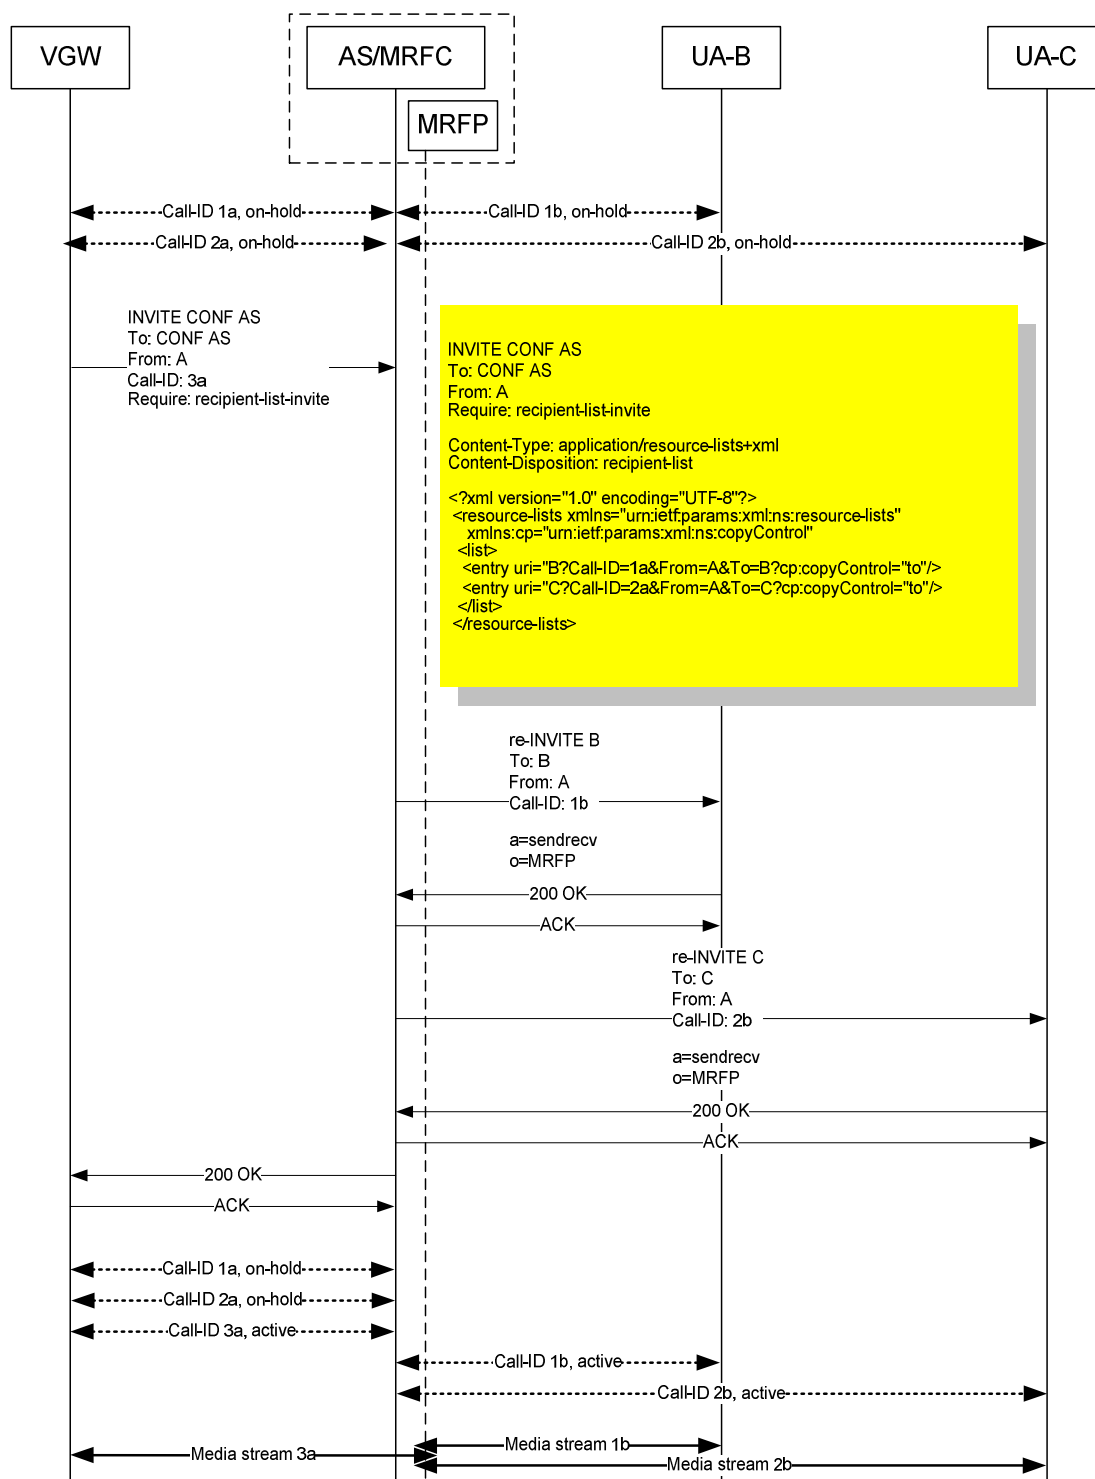 VGW
AS/MRFC
UA-B
UA-C
MRFP
Call-ID 1a, on-hold
Call-ID 1b, on-hold
Call-ID 2a, on-hold
Call-ID 2b, on-hold
INVITE CONF AS
To: CONF AS
From: A
Call-ID: 3a
Require: recipient-list-invite
INVITE CONF AS
To: CONF AS
From: A
Require: recipient-list-invite
Content-Type: application/resource-lists+xml
Content-Disposition: recipient-list
<?xml version="1.0" encoding="UTF-8"?>
<resource-lists xmlns="urn:ietf:params:xml:ns:resource-lists"
xmlns:cp="urn:ietf:params:xml:ns:copyControl"
<list>
<entry uri="B?Call-ID=1a&From=A&To=B?cp:copyControl="to"/>
<entry uri="C?Call-ID=2a&From=A&To=C?cp:copyControl="to"/>
</list>
</resource-lists>
re-INVITE B
To: B
From: A
Call-ID: 1b
a=sendrecv
o=MRFP
200 OK
ACK
re-INVITE C
To: C
From: A
Call-ID: 2b
a=sendrecv
o=MRFP
200 OK
ACK
200 OK
ACK
Call-ID 1a, on-hold
Call-ID 2a, on-hold
Call-ID 3a, active
Call-ID 1b, active
Call-ID 2b, active
Media stream 1b
Media stream 3a
Media stream 2b